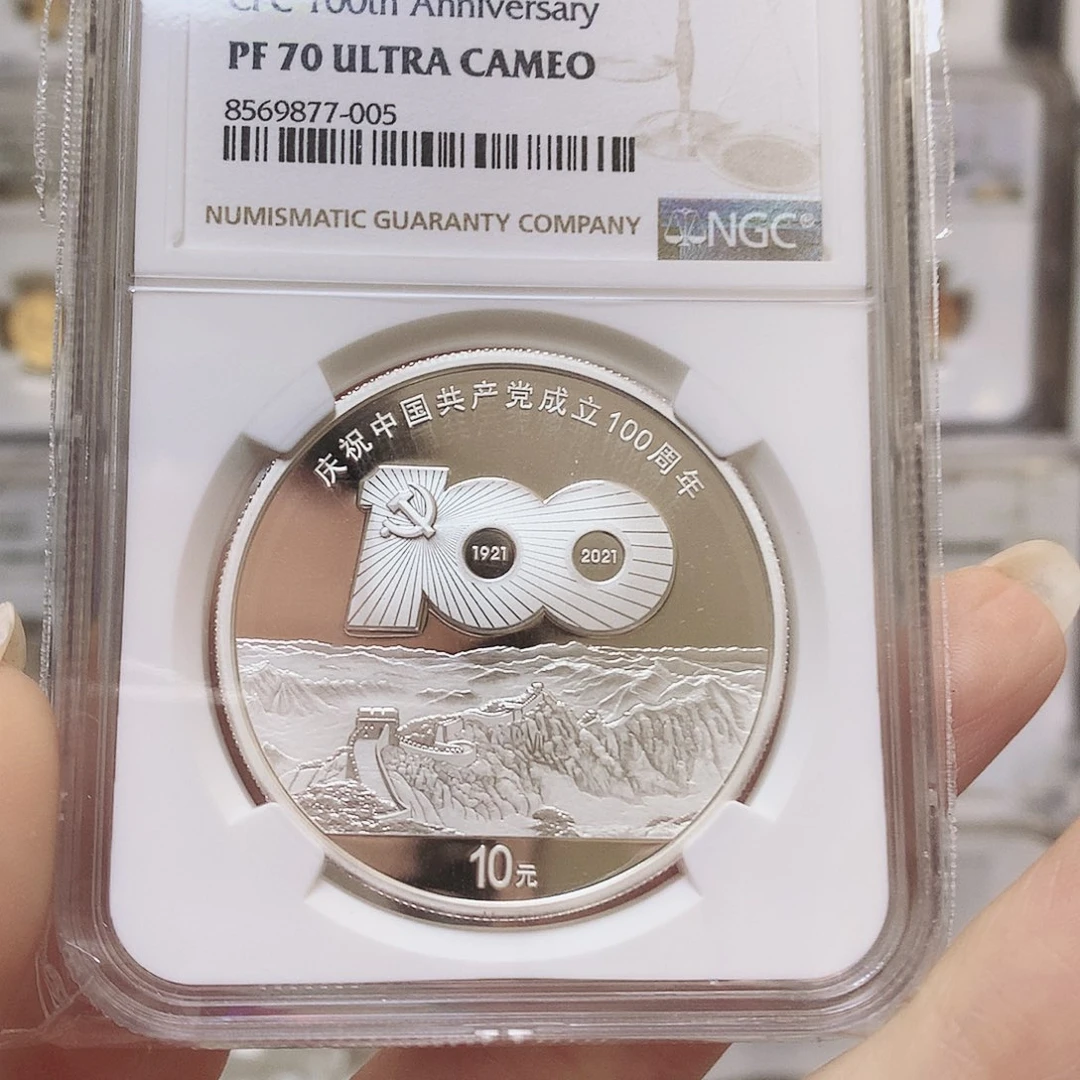 CPC 100th Anniversary
PF 70 ULTRA CAMEO
8569877-005
NUMISMATIC GUARANTY COMPANY
NGC®
庆祝中国共产党成立100周年
100
1921
2021
10元